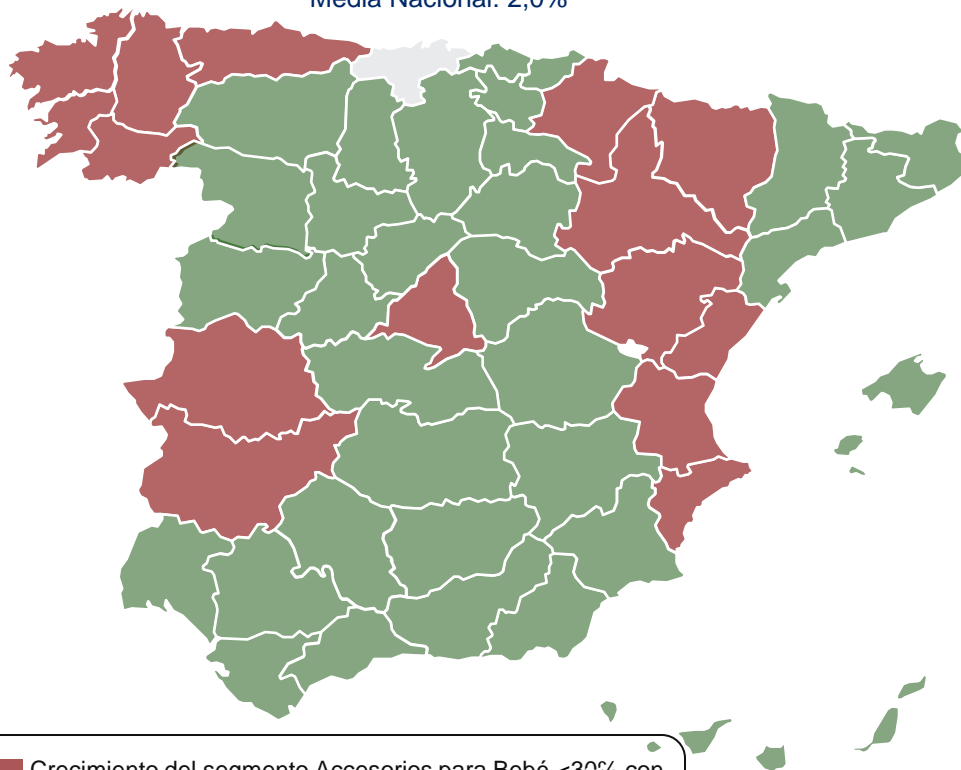 Media Nacional: 2,0%
Crecimiento del segmento Accesorios para Bebé <30% con